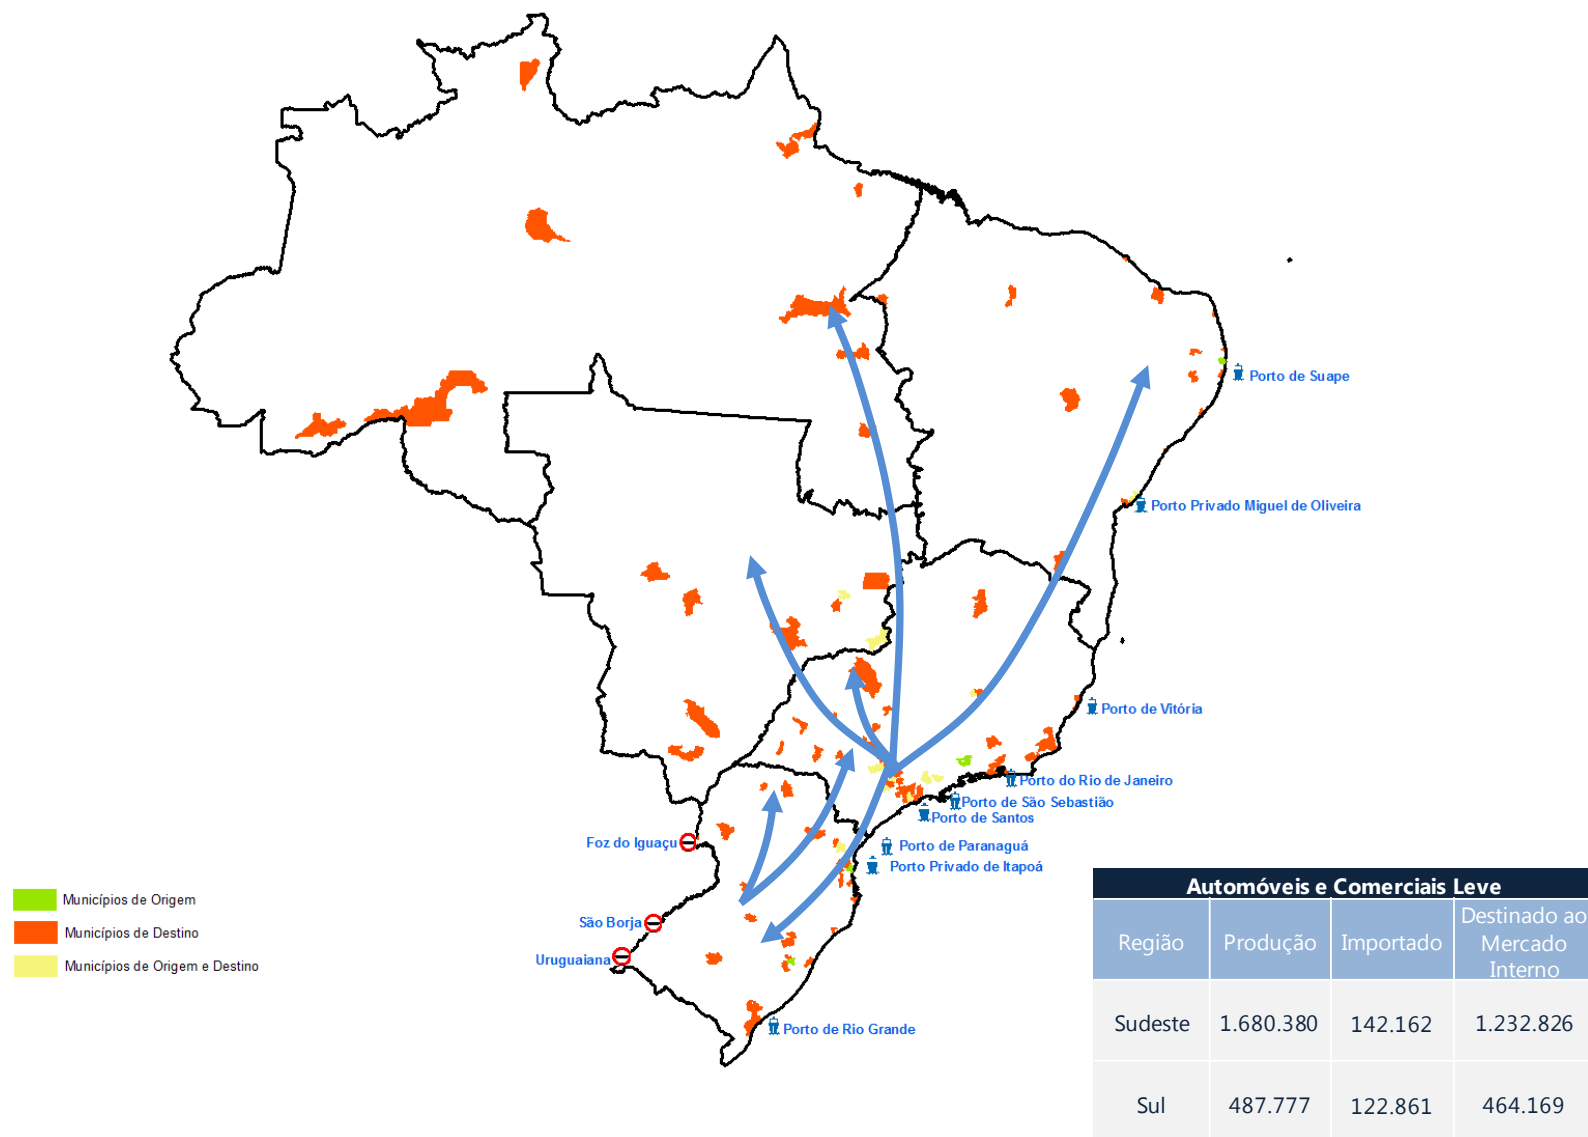 Porto de Suape
Porto Privado Miguel de Oliveira
Porto de Vitória
Porto do Rio de Janeiro
Porto de São Sebastião
Porto de Santos
Porto de Paranaguá
Porto Privado de Itapoá
Foz do Iguaçu
São Borja
Uruguaiana
Porto de Rio Grande
Municípios de Origem
Municípios de Destino
Municípios de Origem e Destino
Automóveis e Comerciais Leve
Região Produção Importado Destinado ao
Mercado
Interno
Sudeste 1.680.380 142.162 1.232.826
Sul 487.777 122.861 464.169